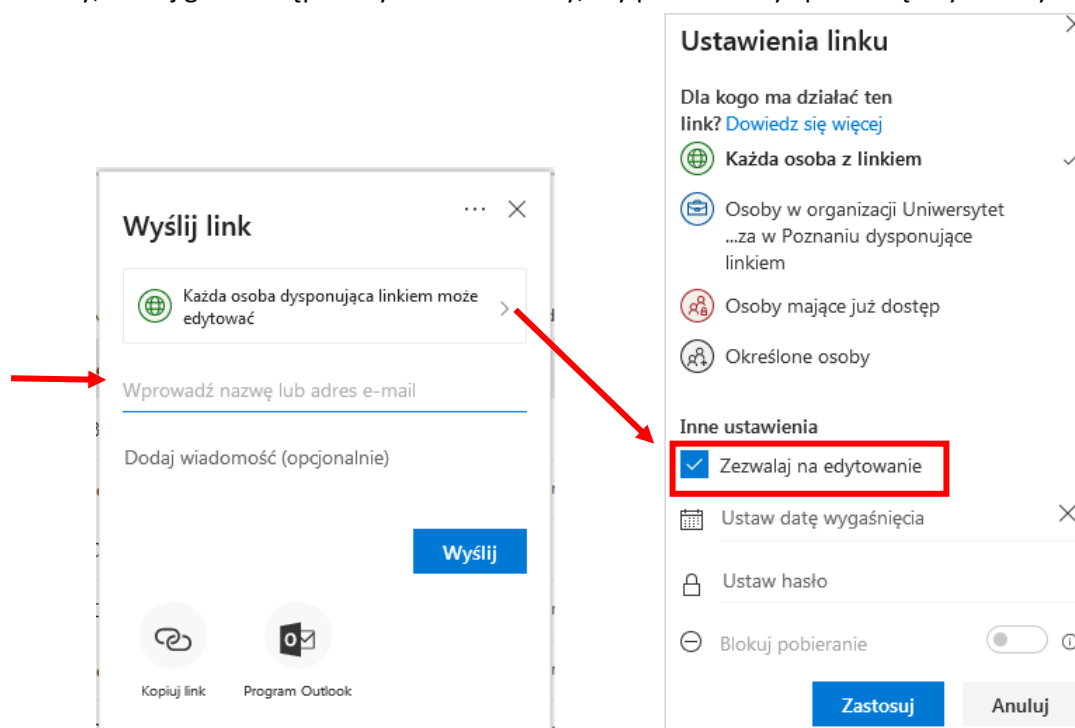 Wyślij link
Każda osoba dysponująca linkiem może
edytować
Wprowadź nazwę lub adres e-mail
Dodaj wiadomość (opcjonalnie)
Wyślij
Kopiuj link
Program Outlook
Ustawienia linku
Dla kogo ma działać ten
link? Dowiedz się więcej
Każda osoba z linkiem
Osoby w organizacji Uniwersytet
...za w Poznaniu dysponujące
linkiem
Osoby mające już dostęp
Określone osoby
Inne ustawienia
Zezwalaj na edytowanie
Ustaw datę wygaśnięcia
Ustaw hasło
Blokuj pobieranie
Zastosuj
Anuluj